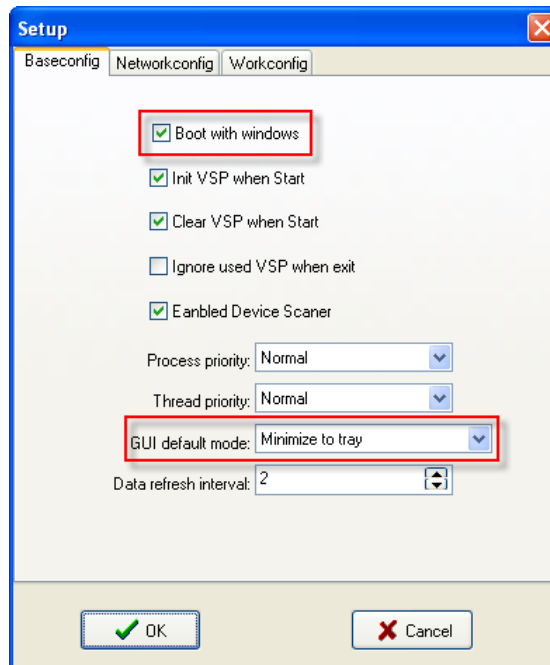 Setup
Baseconfig Networkconfig Workconfig
Boot with windows
Init VSP when Start
Clear VSP when Start
Ignore used VSP when exit
Eanbled Device Scaner
Process priority: Normal
Thread priority: Normal
GUI default mode: Minimize to tray
Data refresh interval: 2
OK Cancel